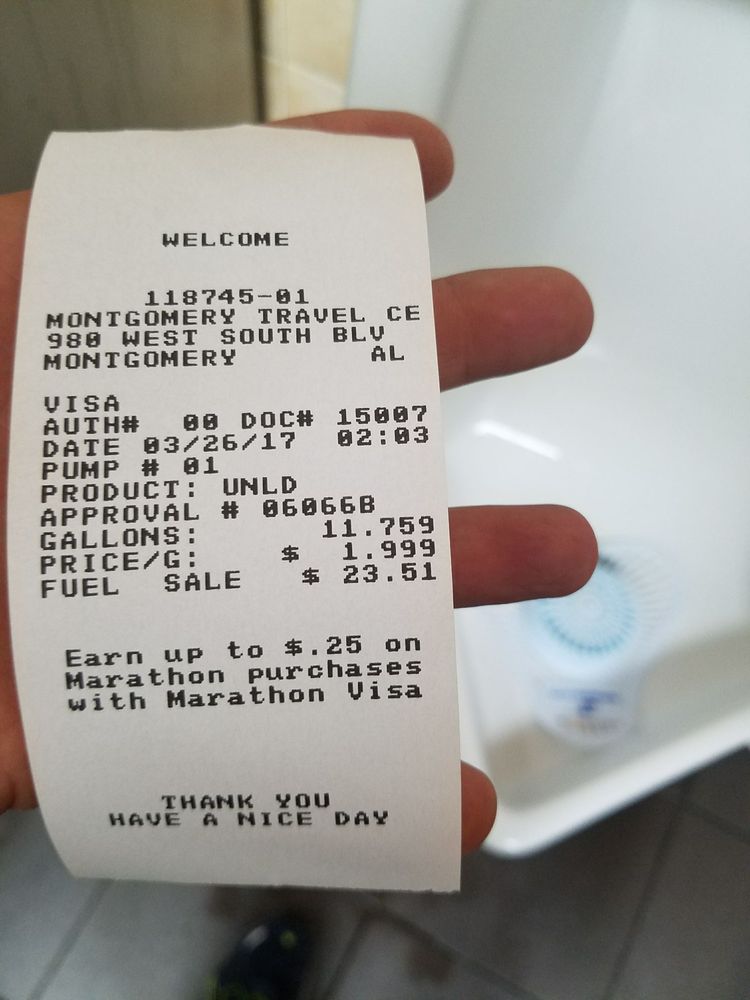 WELCOME
118745-01
MONTGOMERY TRAVEL CE
980 WEST SOUTH BLV
MONTGOMERY AL
VISA
AUTH# 00 DOC# 15007
DATE 03/26/17 02:03
PUMP # 01
PRODUCT: UNLD
APPROVAL # 06066B
GALLONS: 11.759
PRICE/G: $ 1.999
FUEL SALE $ 23.51
Earn up to $.25 on
Marathon purchases
with Marathon Visa
THANK YOU
HAVE A NICE DAY